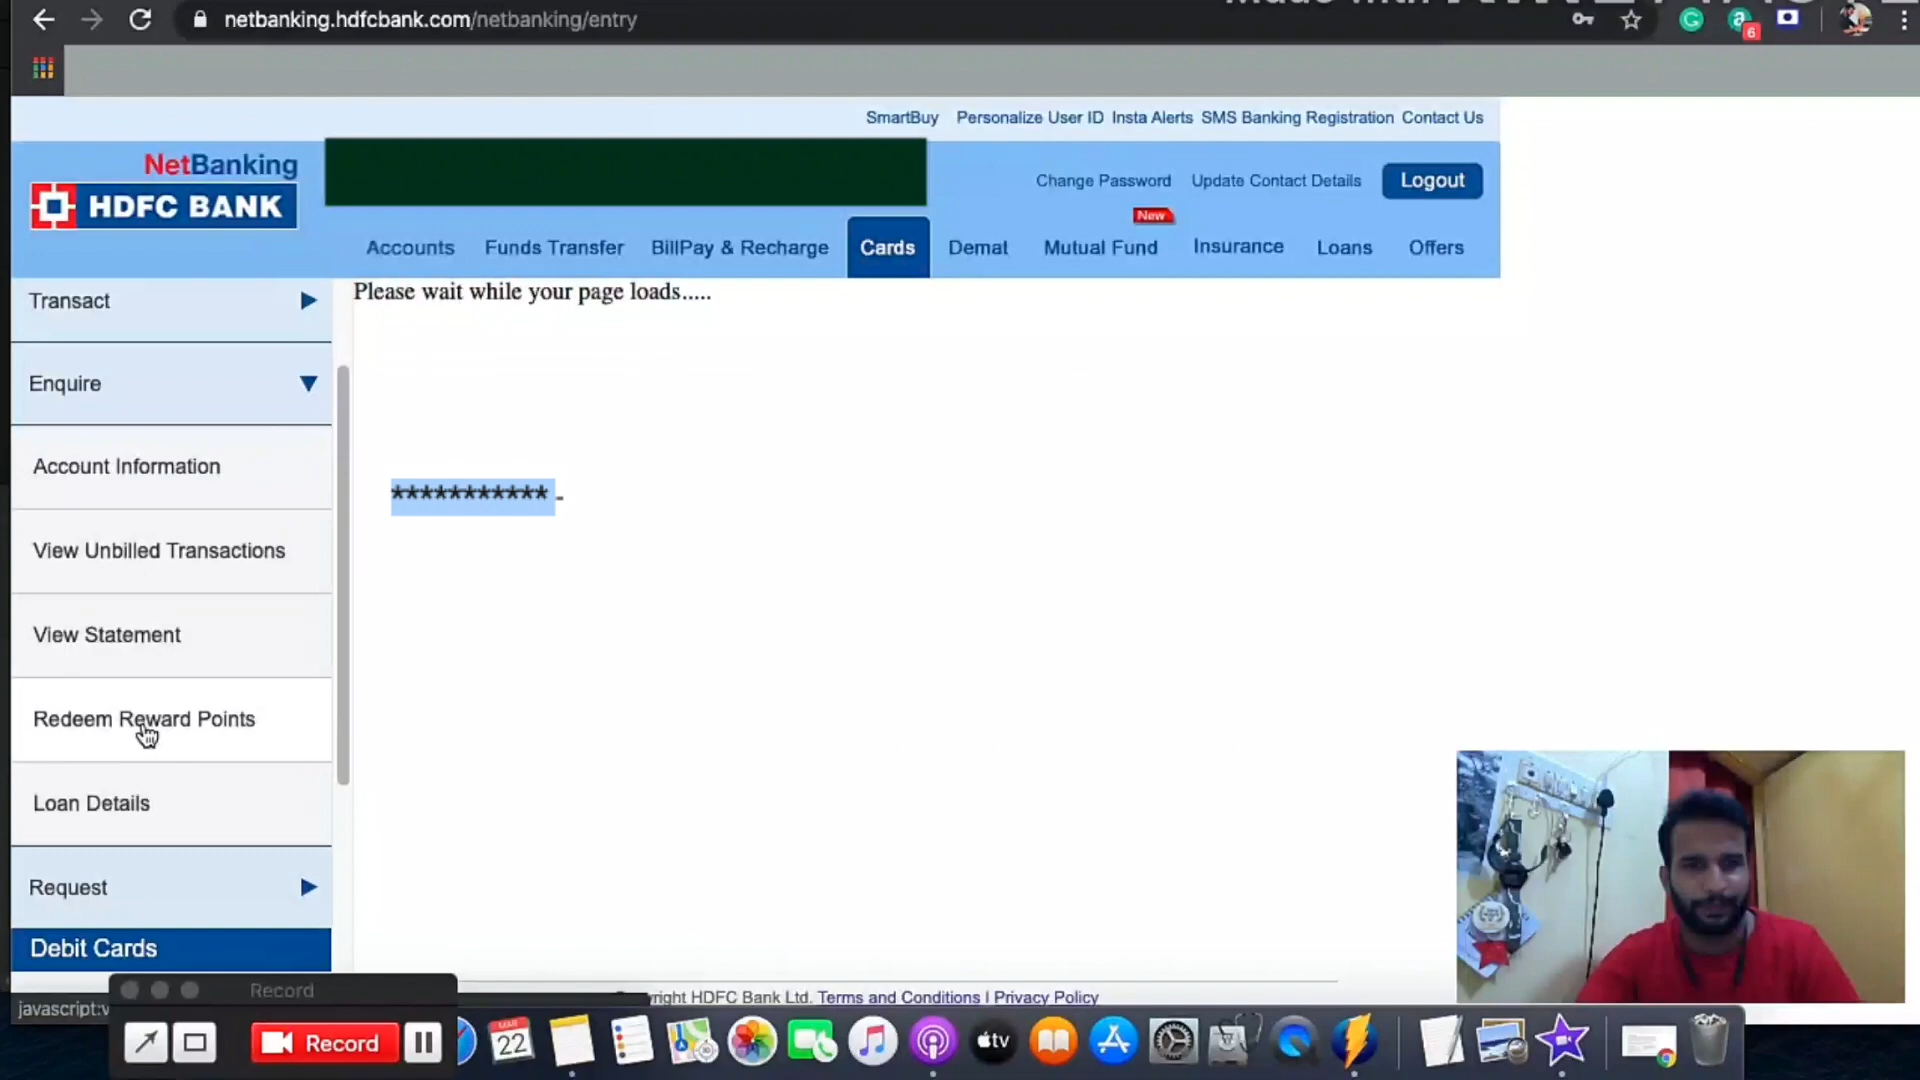 netbanking.hdfcbank.com/netbanking/entry
6
SmartBuy Personalize User ID Insta Alerts SMS Banking Registration Contact Us
NetBanking
HDFC BANK
Change Password Update Contact Details Logout
New
Accounts Funds Transfer BillPay & Recharge Cards Demat Mutual Fund Insurance Loans Offers
Please wait while your page loads.....
Transact
Enquire
Account Information
*********** -
View Unbilled Transactions
View Statement
Redeem Reward Points
Loan Details
Request
Debit Cards
Record
HDFC Bank Ltd. Terms and Conditions I Privacy Policy
javascript:v
Record
MAR
22
tv